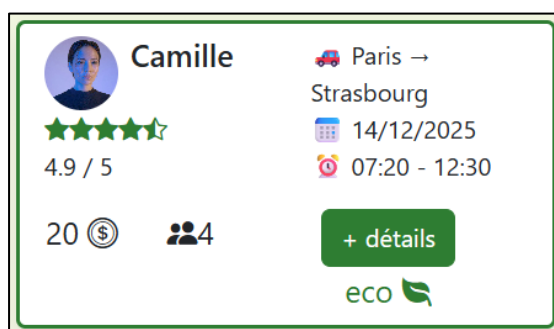 Camille
4.9 / 5
20
4
Paris →
Strasbourg
14/12/2025
07:20 - 12:30
+ détails
eco